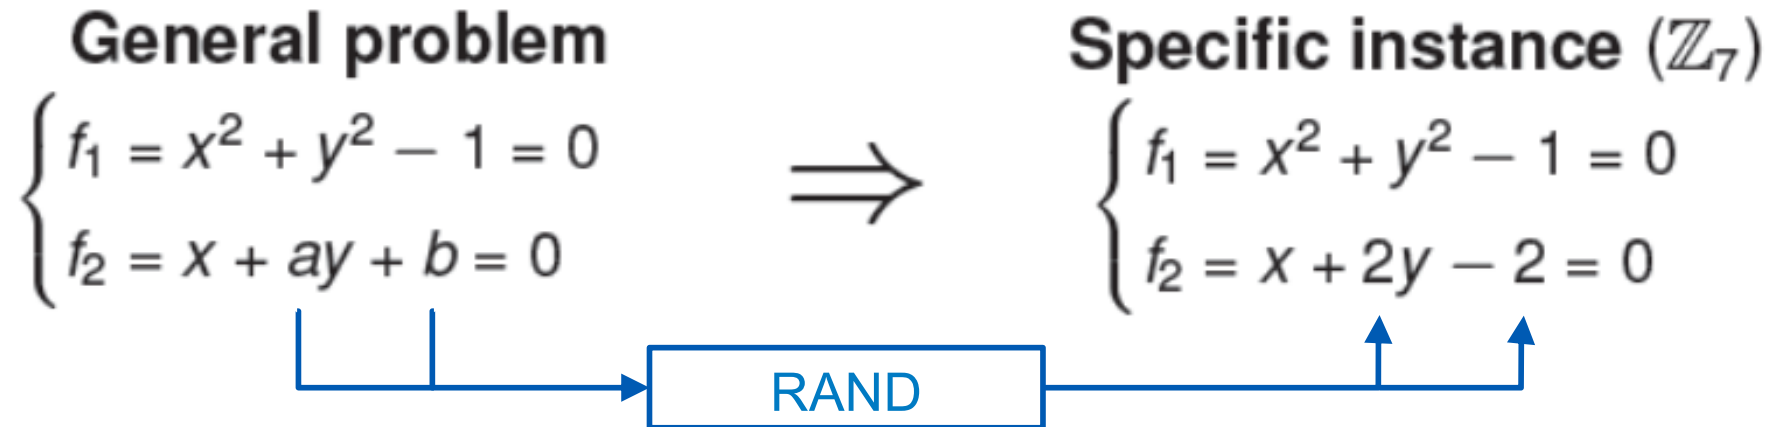 General problem
f₁ = x² + y² − 1 = 0
f₂ = x + ay + b = 0
⇒
Specific instance (ℤ₇)
f₁ = x² + y² − 1 = 0
f₂ = x + 2y − 2 = 0
RAND